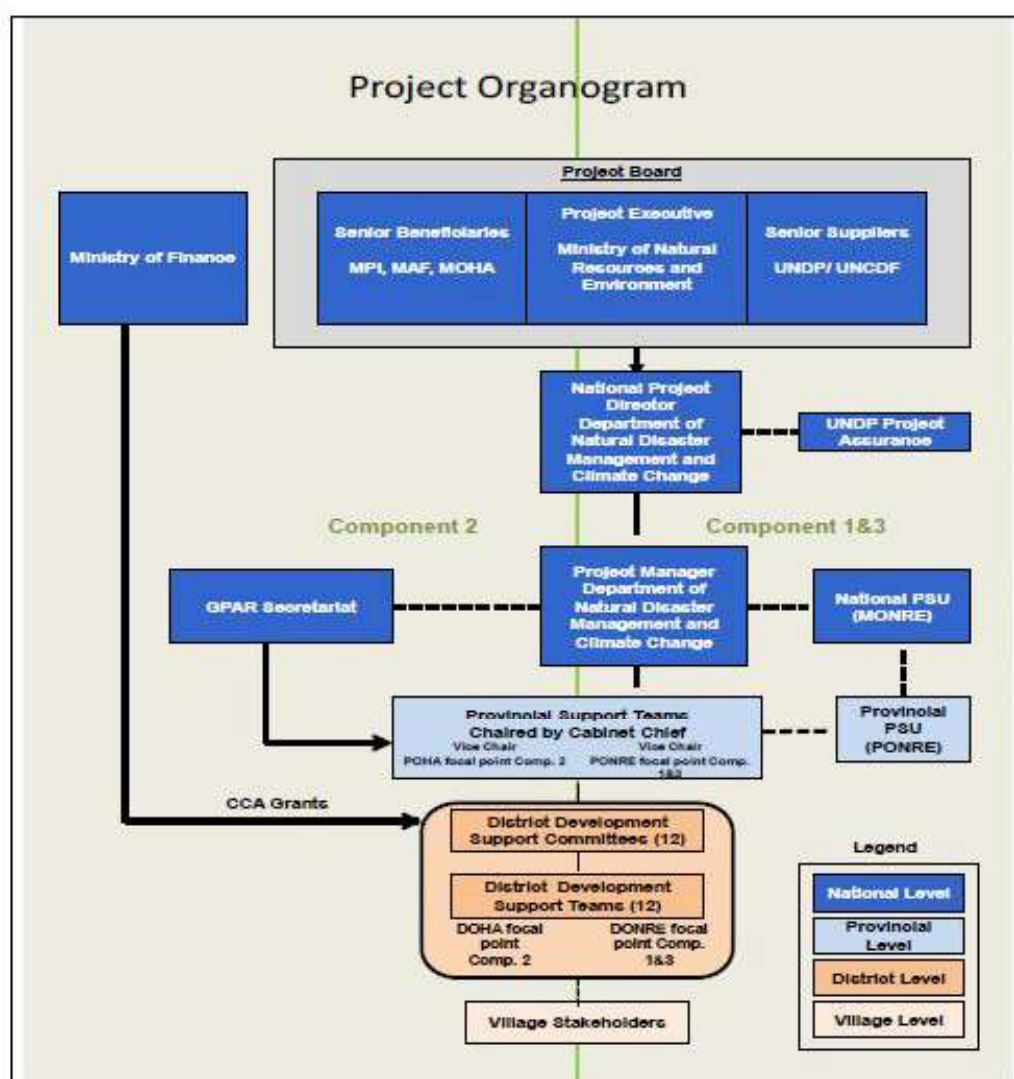 Project Organogram
Project Board
Ministry of Finance
Senior Beneficiaries
MPI, MAF, MOHA
Project Executive
Ministry of Natural
Resources and
Environment
Senior Suppliers
UNDP/ UNCDF
National Project
Director
Department of
Natural Disaster
Management and
Climate Change
UNDP Project
Assurance
Component 2
Component 1&3
GPAR Secretariat
Project Manager
Department of
Natural Disaster
Management and
Climate Change
National PSU
(MONRE)
Provincial Support Teams
Chaired by Cabinet Chief
Vice Chair
POHA focal point Comp. 2
Vice Chair
PONRE focal point Comp.
1&3
Provincial
PSU
(PONRE)
CCA Grants
District Development
Support Committees (12)
District Development
Support Teams (12)
DOHA focal
point
Comp. 2
DONRE focal
point Comp.
1&3
Village Stakeholders
Legend
National Level
Provincial
Level
District Level
Village Level